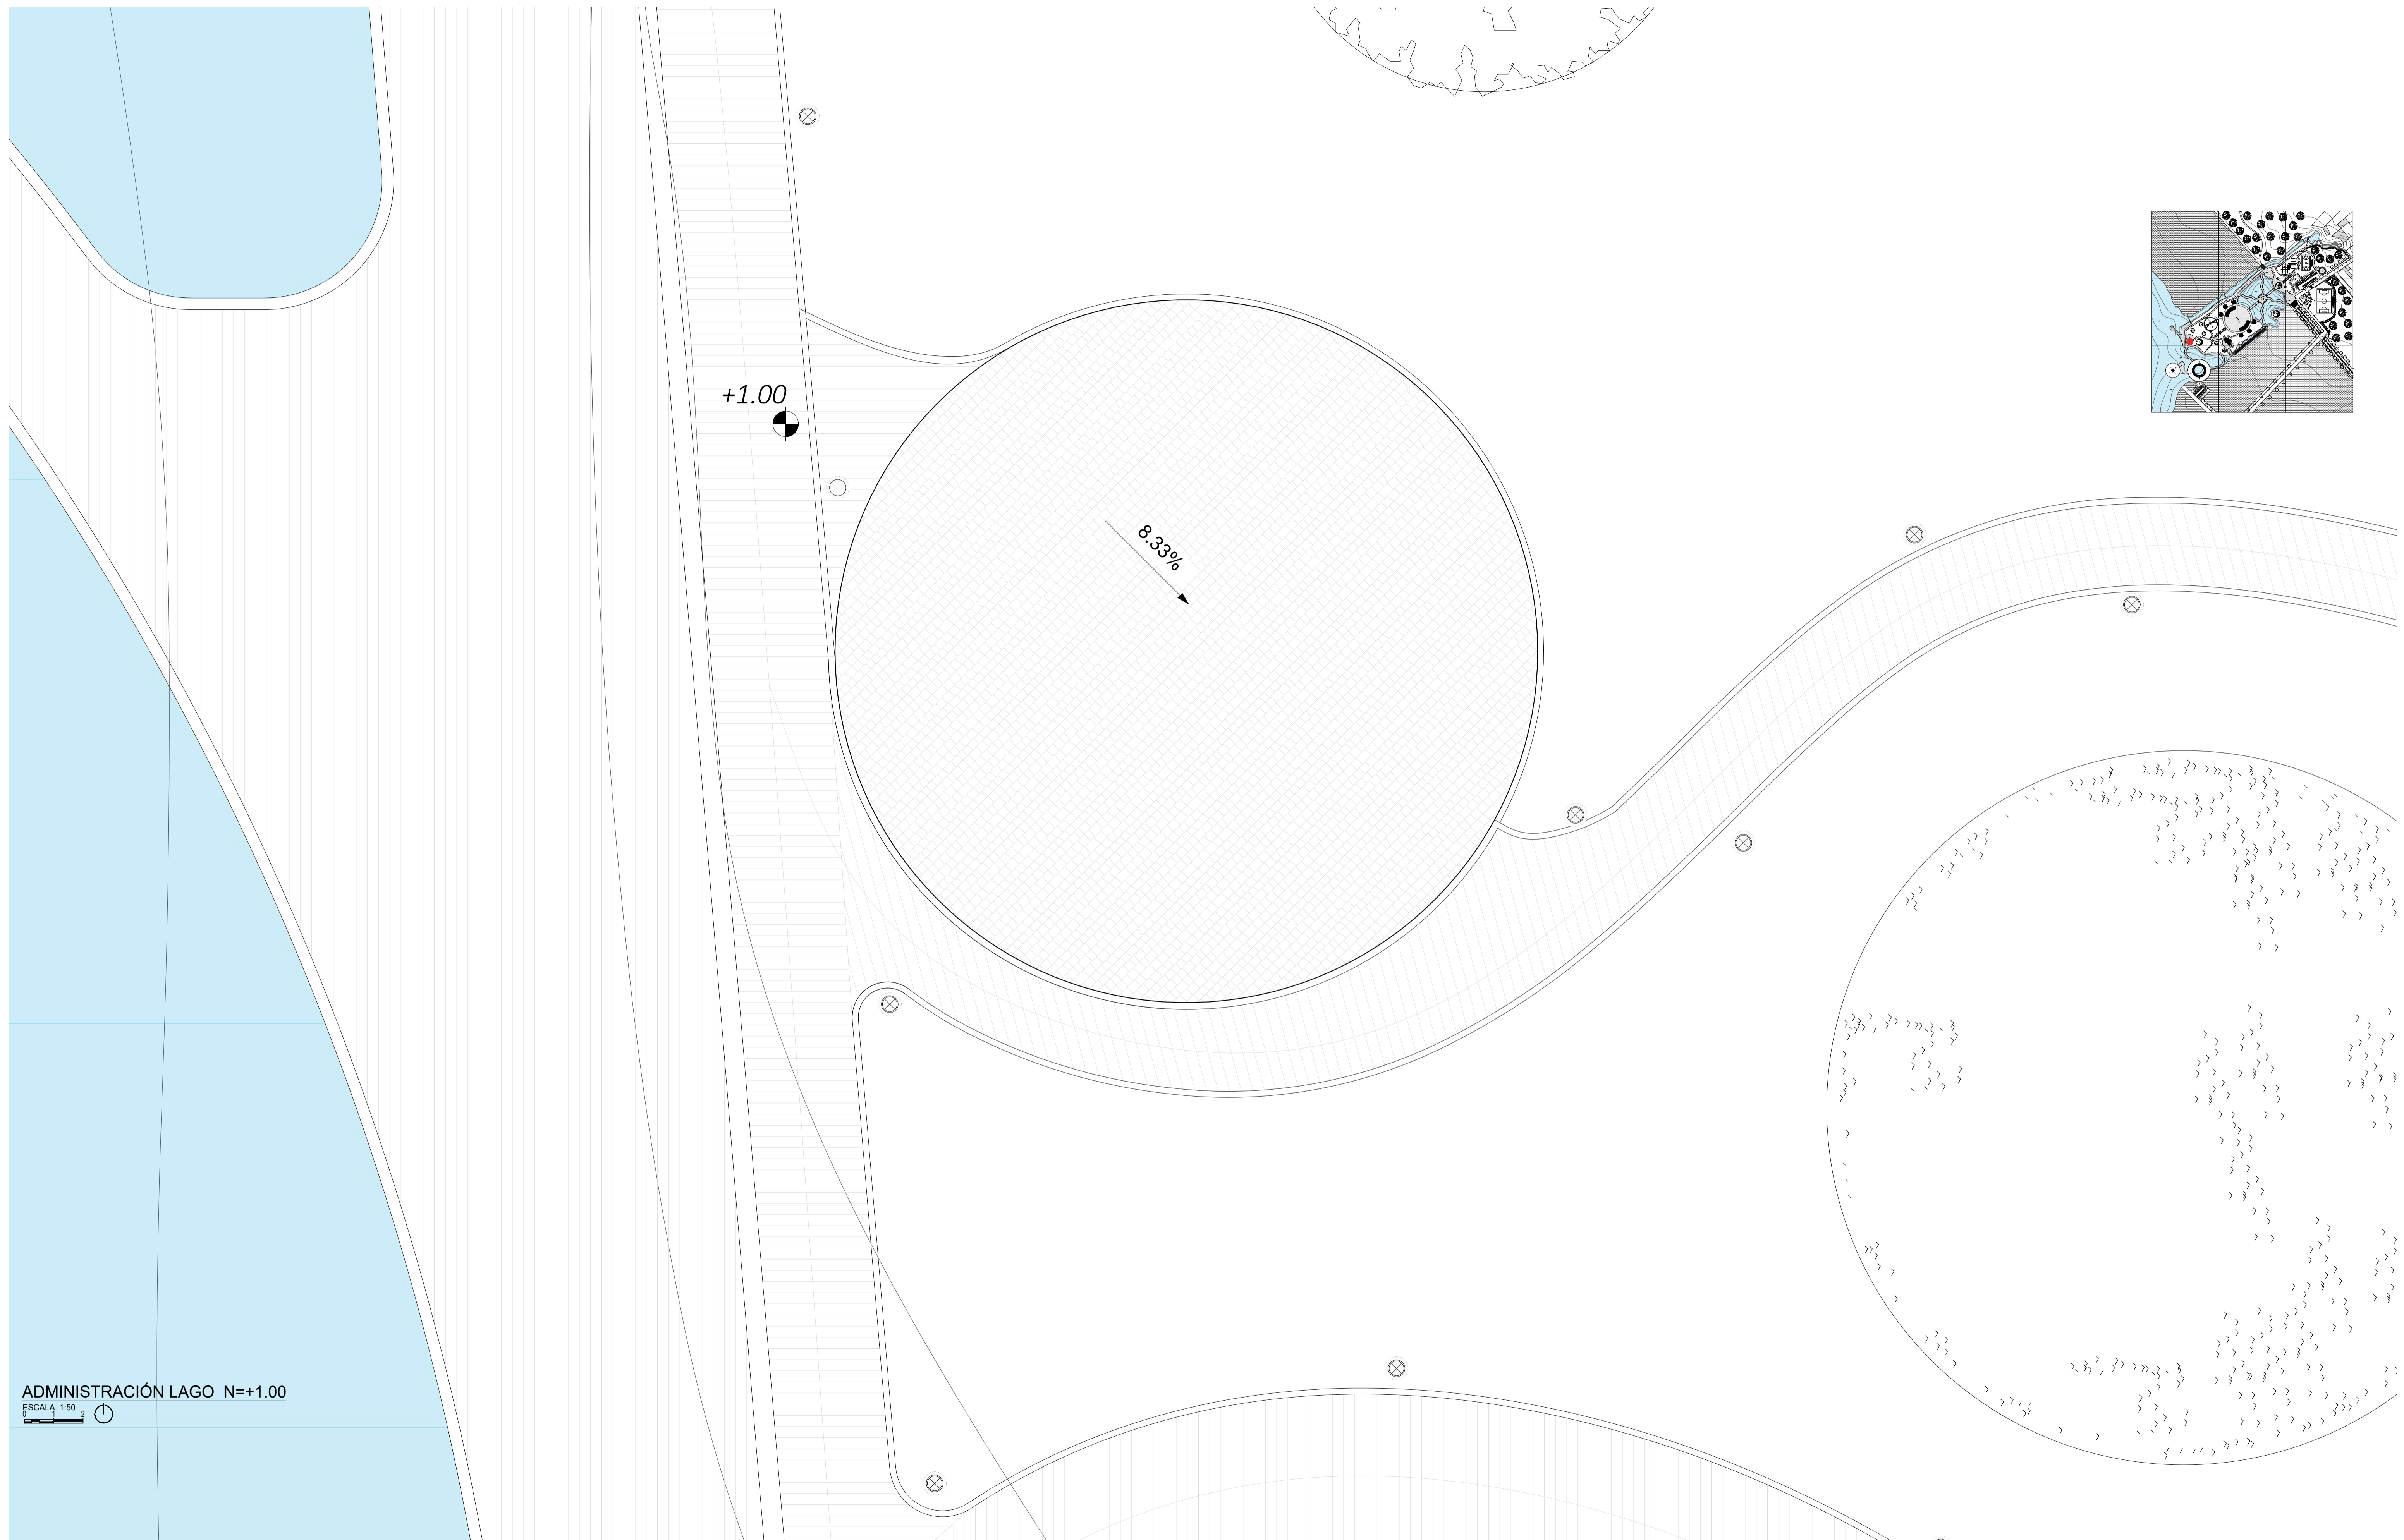 +1.00
8.33%
ADMINISTRACIÓN LAGO N=+1.00
ESCALA. 1:50
0 1 2